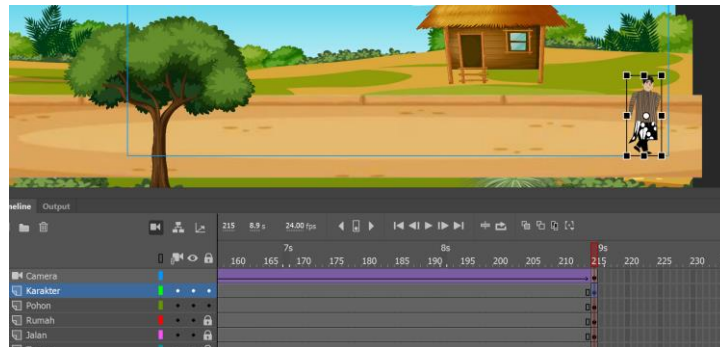 Timeline Output
215 8.9 s 24.00 fps
7s 8s 9s
160 165 170 175 180 185 190 195 200 205 210 215 220 225 230
Camera
Karakter
Pohon
Rumah
Jalan